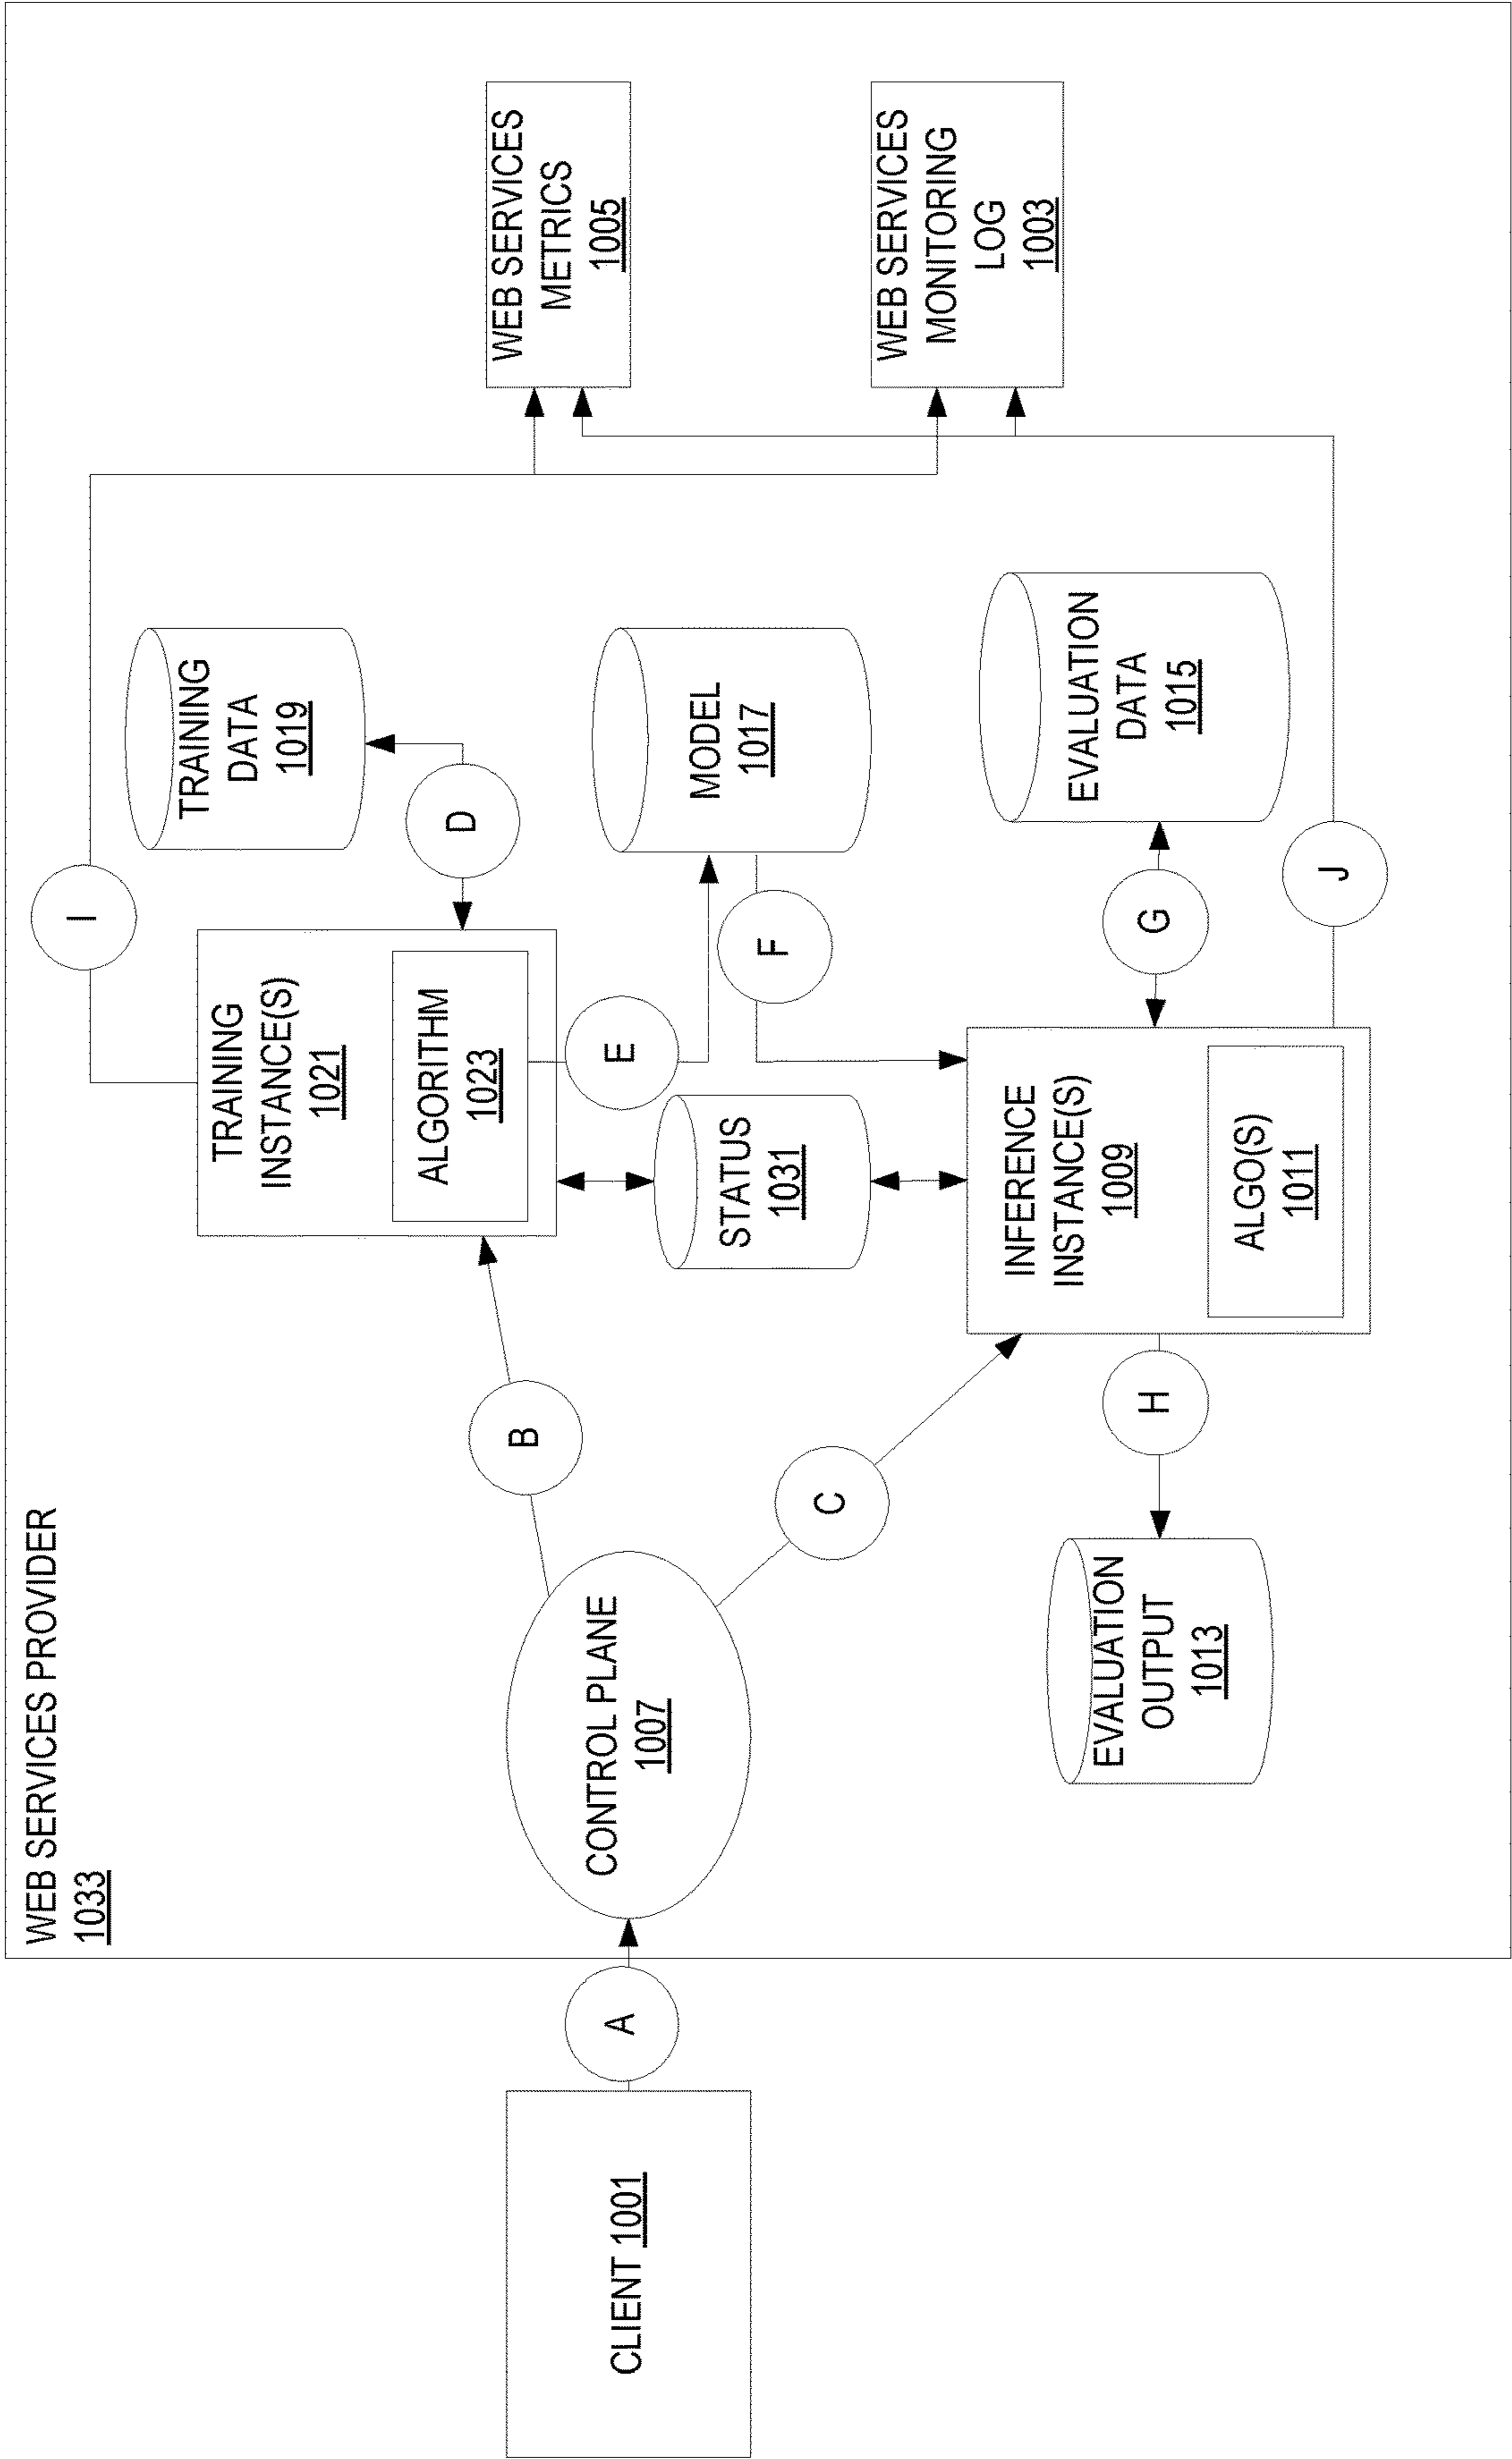 WEB SERVICES PROVIDER
1033
CLIENT 1001
A
CONTROL PLANE
1007
B
C
TRAINING
INSTANCE(S)
1021
ALGORITHM
1023
I
D
TRAINING
DATA
1019
E
STATUS
1031
MODEL
1017
F
INFERENCE
INSTANCE(S)
1009
ALGO(S)
1011
G
EVALUATION
DATA
1015
H
EVALUATION
OUTPUT
1013
J
WEB SERVICES
METRICS
1005
WEB SERVICES
MONITORING
LOG
1003